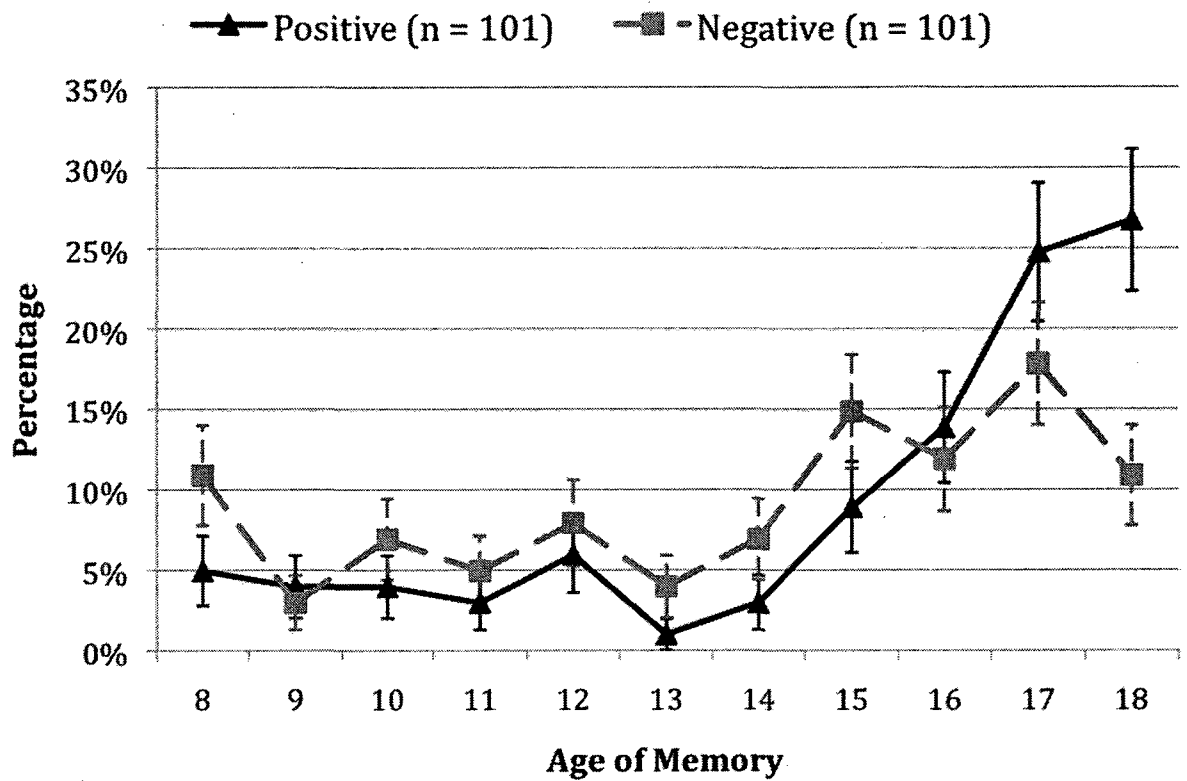 Positive (n = 101) Negative (n = 101)
35%
30%
25%
20%
15%
10%
5%
0%
Percentage
8 9 10 11 12 13 14 15 16 17 18
Age of Memory